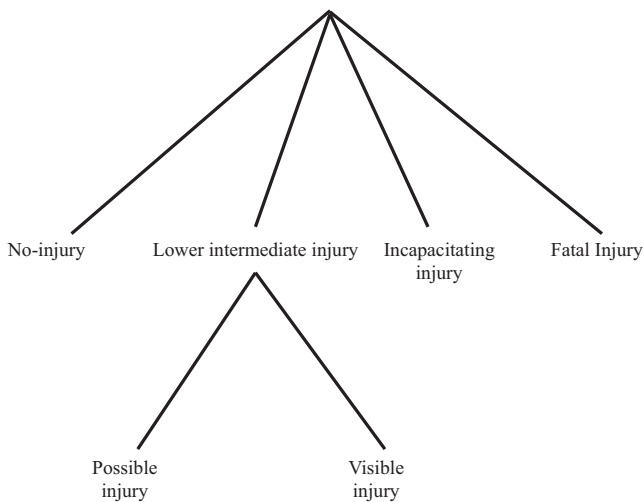 No-injury
Lower intermediate injury
Incapacitating
injury
Fatal Injury
Possible
injury
Visible
injury